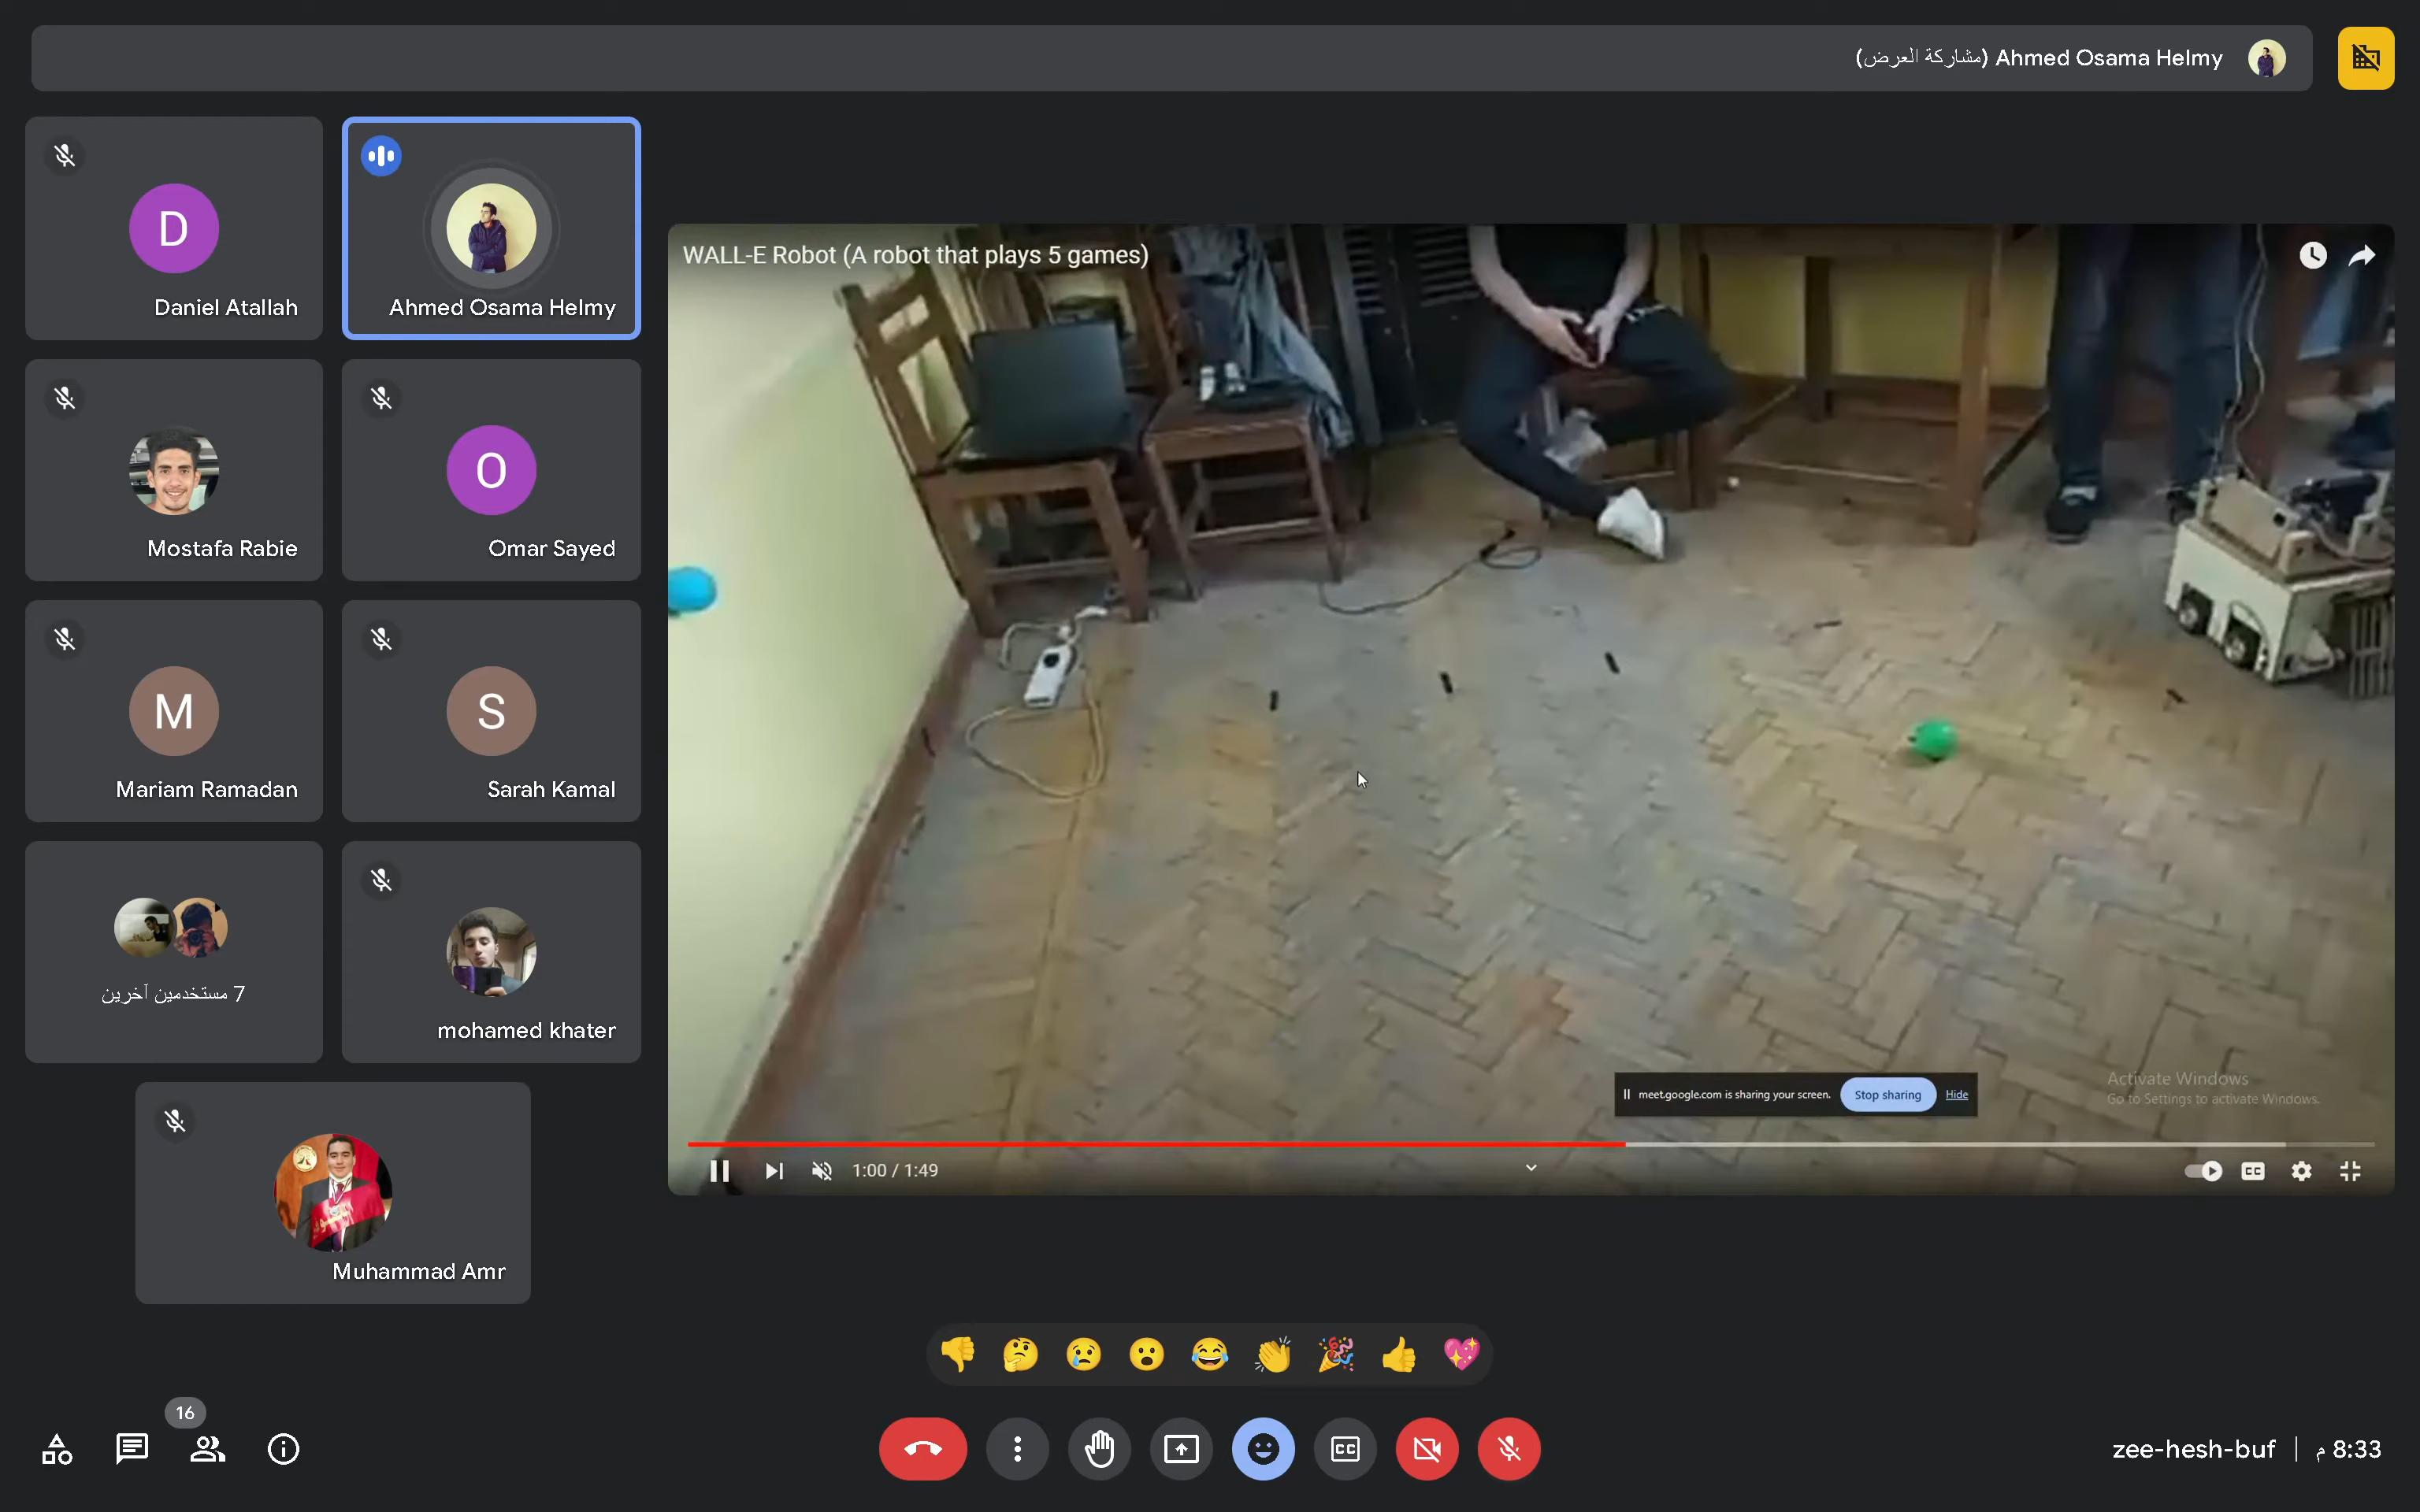 Ahmed Osama Helmy (مشاركة العرض)
D
Daniel Atallah
Ahmed Osama Helmy
Mostafa Rabie
O
Omar Sayed
M
Mariam Ramadan
S
Sarah Kamal
7 مستخدمين آخرين
mohamed khater
Muhammad Amr
WALL-E Robot (A robot that plays 5 games)
meet.google.com is sharing your screen.
Stop sharing
Hide
Activate Windows
Go to Settings to activate Windows.
1:00 / 1:49
CC
16
CC
zee-hesh-buf | 8:33 م